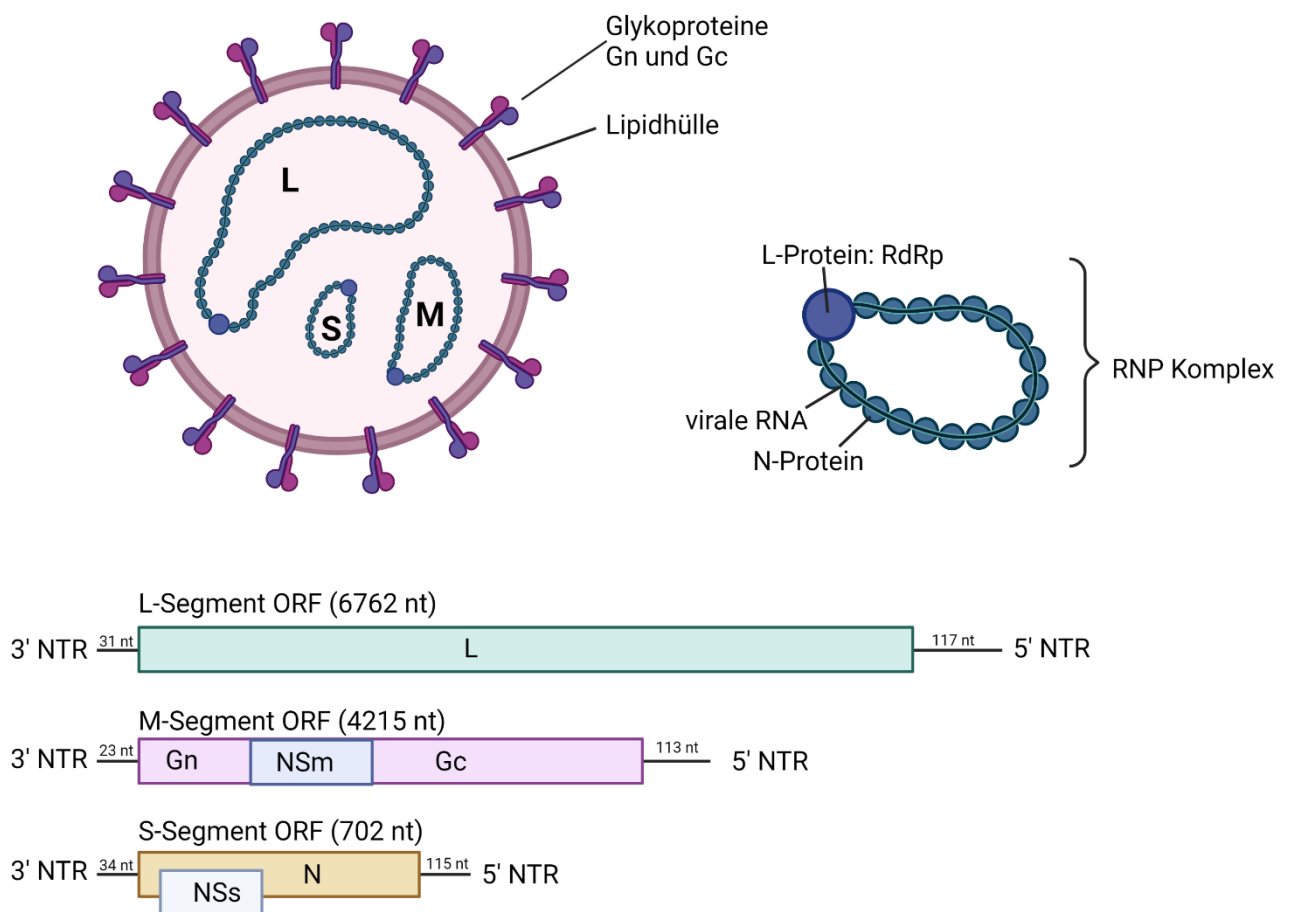 Glykoproteine
Gn und Gc
Lipidhülle
L
S
M
L-Protein: RdRp
virale RNA
N-Protein
RNP Komplex
L-Segment ORF (6762 nt)
3' NTR 31 nt L 117 nt 5' NTR
M-Segment ORF (4215 nt)
3' NTR 23 nt Gn NSm Gc 113 nt 5' NTR
S-Segment ORF (702 nt)
3' NTR 34 nt N 115 nt 5' NTR
NSs